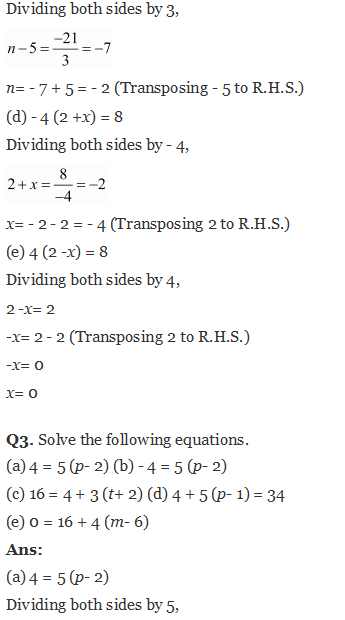 Dividing both sides by 3,
n–5 = –21/3 = –7
n= - 7 + 5 = - 2 (Transposing - 5 to R.H.S.)
(d) - 4 (2 +x) = 8
Dividing both sides by - 4,
2 + x = 8/–4 = –2
x= - 2 - 2 = - 4 (Transposing 2 to R.H.S.)
(e) 4 (2 -x) = 8
Dividing both sides by 4,
2 -x= 2
-x= 2 - 2 (Transposing 2 to R.H.S.)
-x= 0
x= 0
Q3. Solve the following equations.
(a) 4 = 5 (p- 2) (b) - 4 = 5 (p- 2)
(c) 16 = 4 + 3 (t+ 2) (d) 4 + 5 (p- 1) = 34
(e) 0 = 16 + 4 (m- 6)
Ans:
(a) 4 = 5 (p- 2)
Dividing both sides by 5,